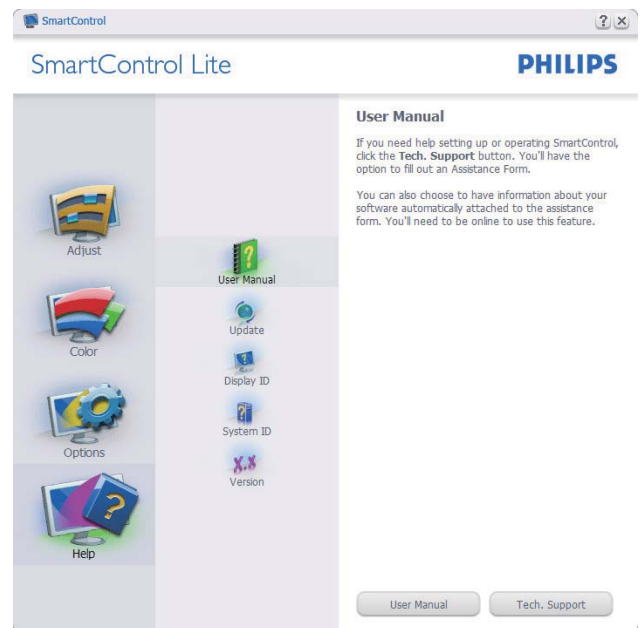 SmartControl
? X
SmartControl Lite
PHILIPS
Adjust
Color
Options
Help
User Manual
Update
Display ID
System ID
X.X
Version
User Manual
If you need help setting up or operating SmartControl,
click the Tech. Support button. You'll have the
option to fill out an Assistance Form.
You can also choose to have information about your
software automatically attached to the assistance
form. You'll need to be online to use this feature.
User Manual
Tech. Support